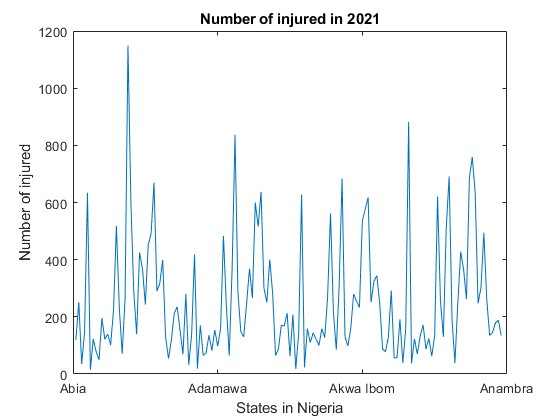 Number of injured in 2021
1200
1000
800
600
400
200
0
Number of injured
Abia Adamawa Akwa Ibom Anambra
States in Nigeria